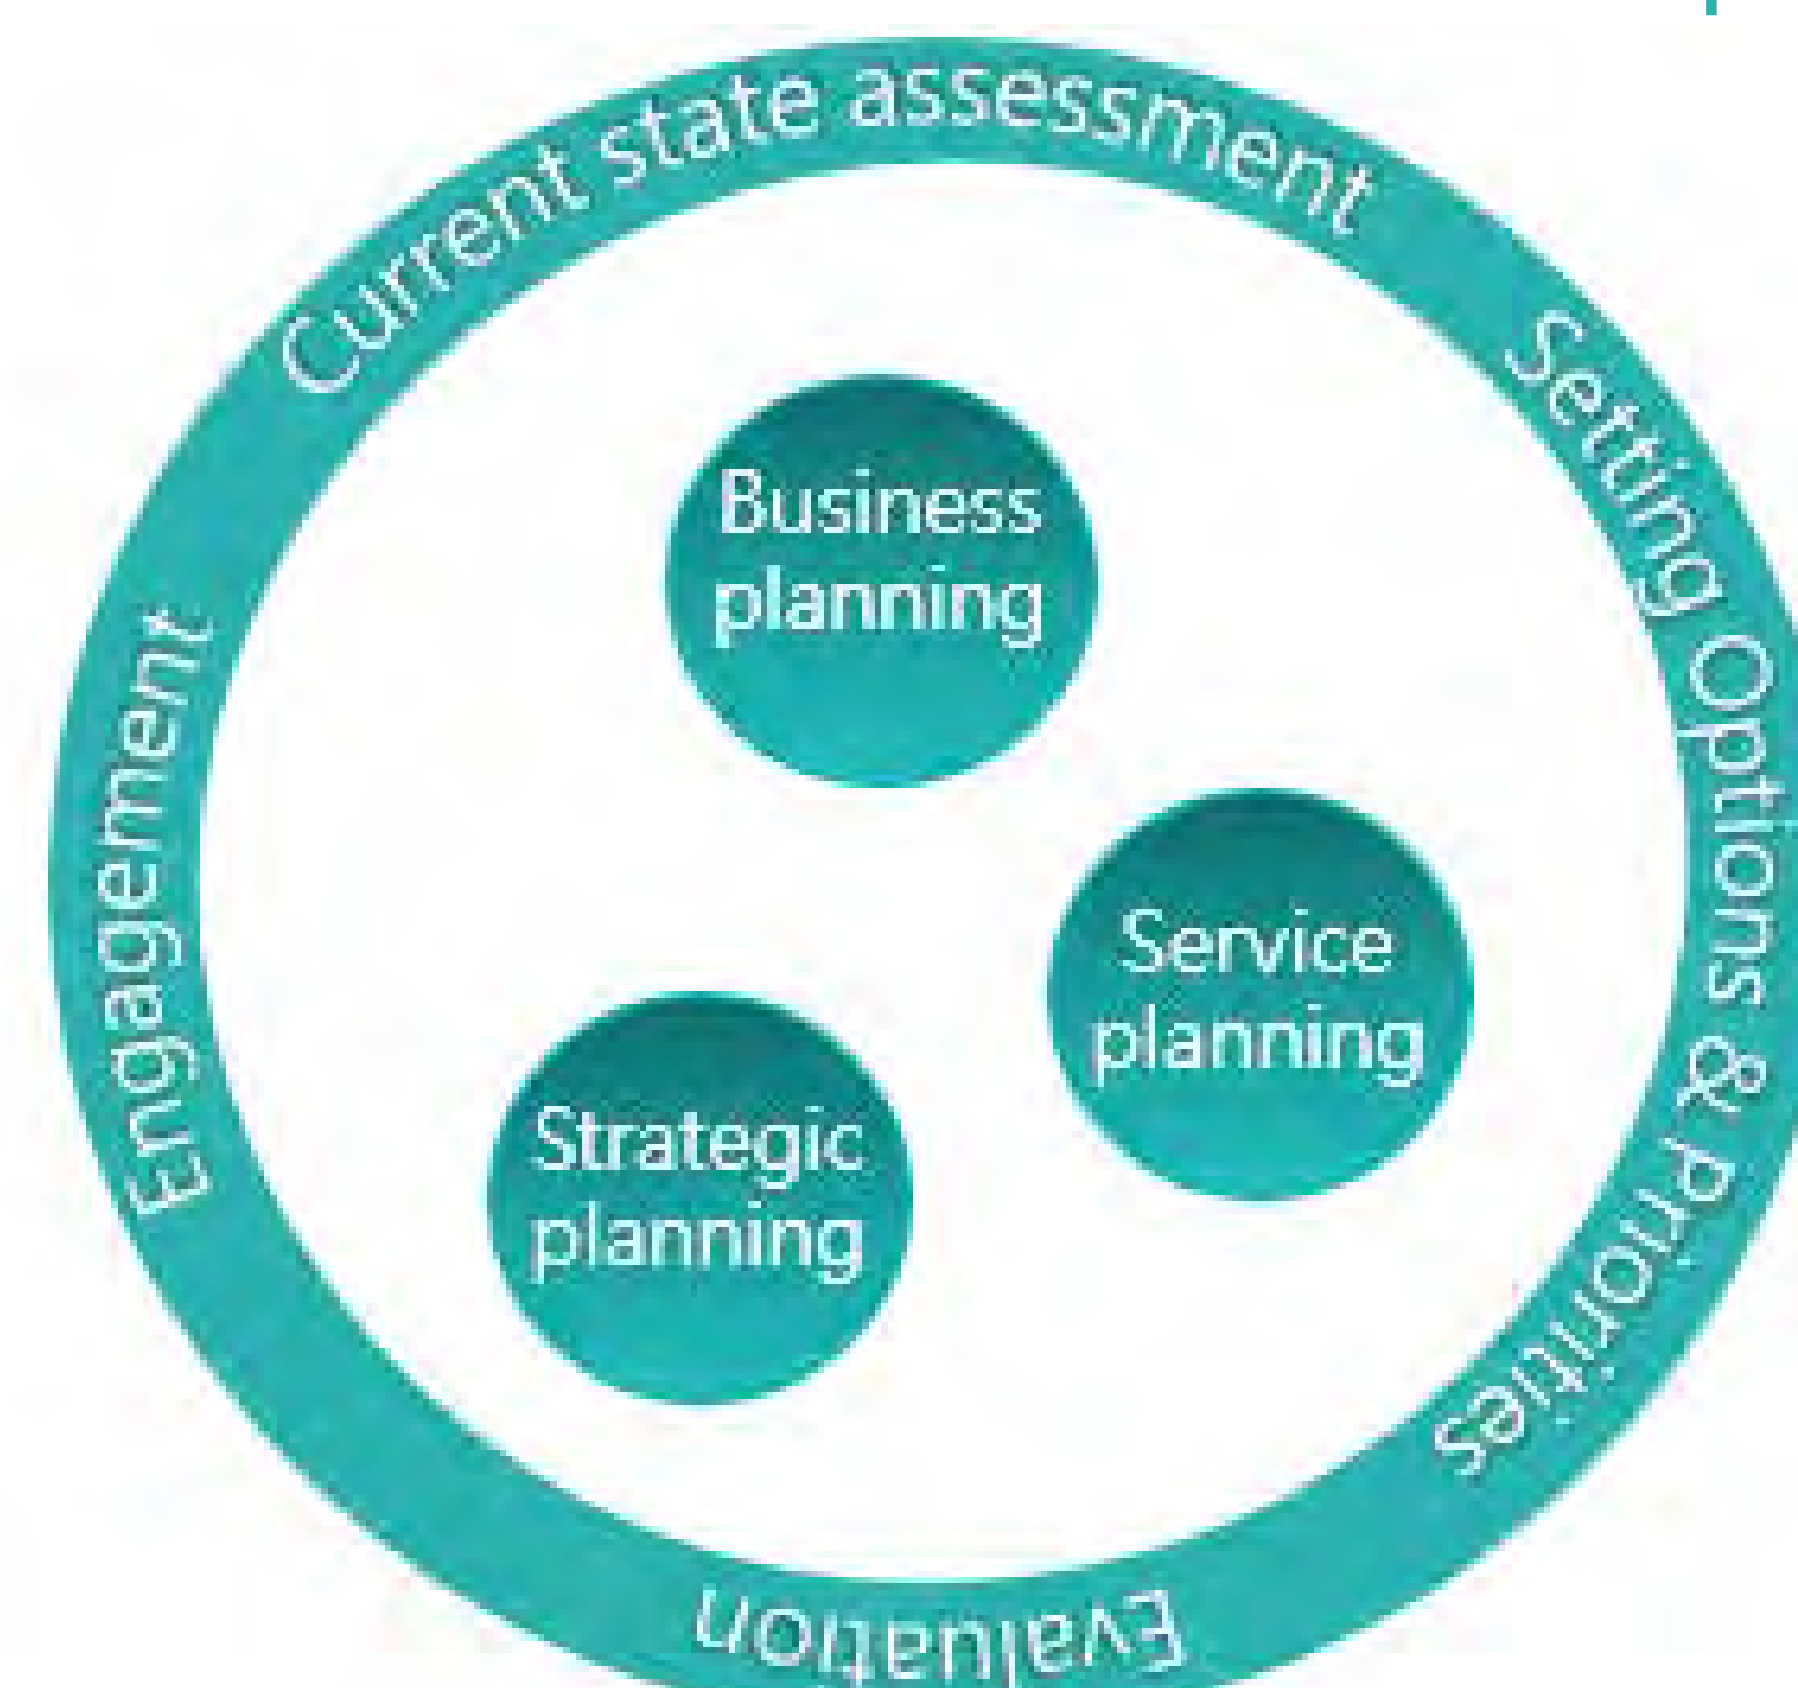 Current state assessment
Setting Options & Priorities
Evaluation
Engagement
Business
planning
Service
planning
Strategic
planning